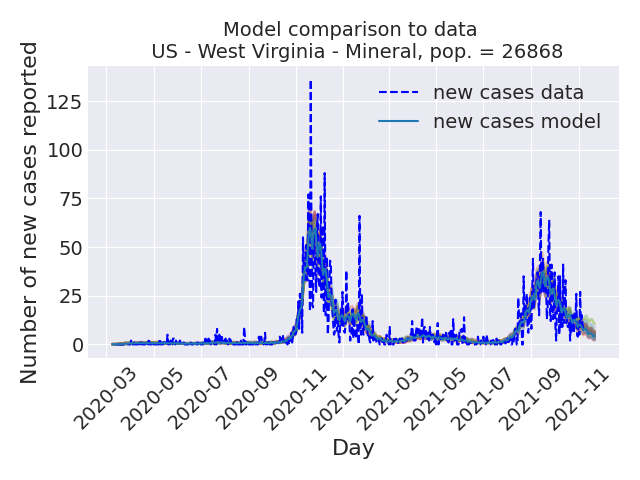 Model comparison to data
US - West Virginia - Mineral, pop. = 26868
Number of new cases reported
125
100
75
50
25
0
new cases data
new cases model
2020-03
2020-05
2020-07
2020-09
2020-11
2021-01
2021-03
2021-05
2021-07
2021-09
2021-11
Day